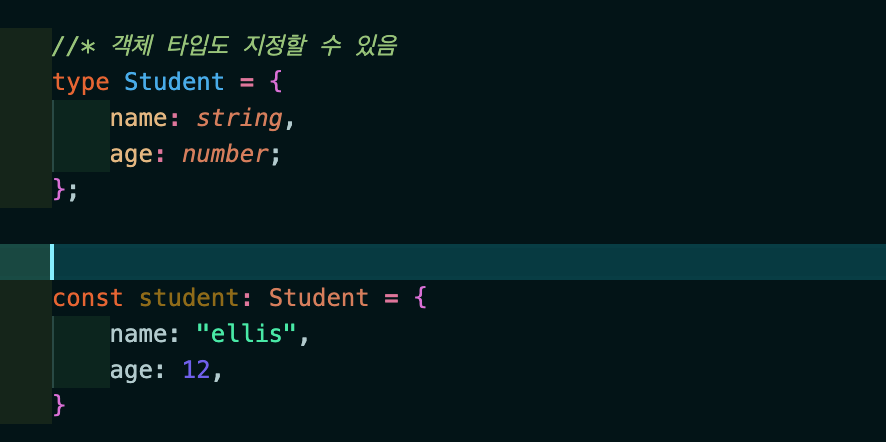 //* 객체 타입도 지정할 수 있음
type Student = {
name: string,
age: number;
};
const student: Student = {
name: "ellis",
age: 12,
}